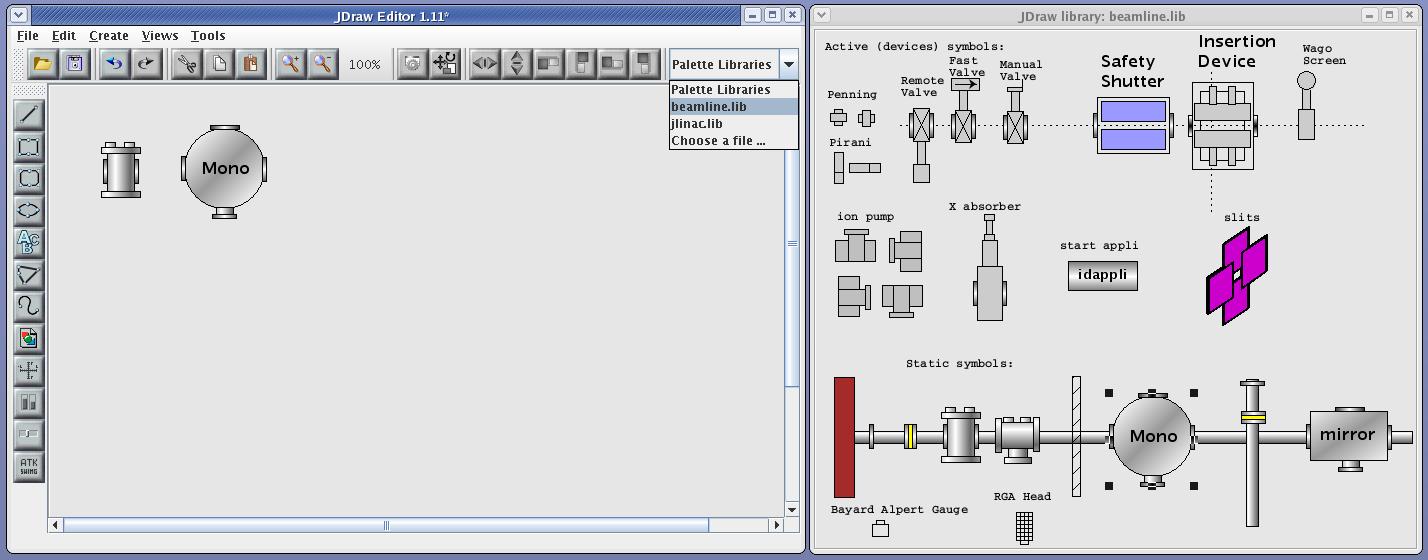 JDraw Editor 1.11*
File Edit Create Views Tools
100%
Palette Libraries
Palette Libraries
beamline.lib
jlinac.lib
Choose a file ...
Mono
ABC
ATK
SWING
JDraw library: beamline.lib
Active (devices) symbols:
Penning
Pirani
Remote
Valve
Fast
Valve
Manual
Valve
Safety
Shutter
Insertion
Device
Wago
Screen
ion pump
X absorber
start appli
idappli
slits
Static symbols:
Mono
mirror
Bayard Alpert Gauge
RGA Head